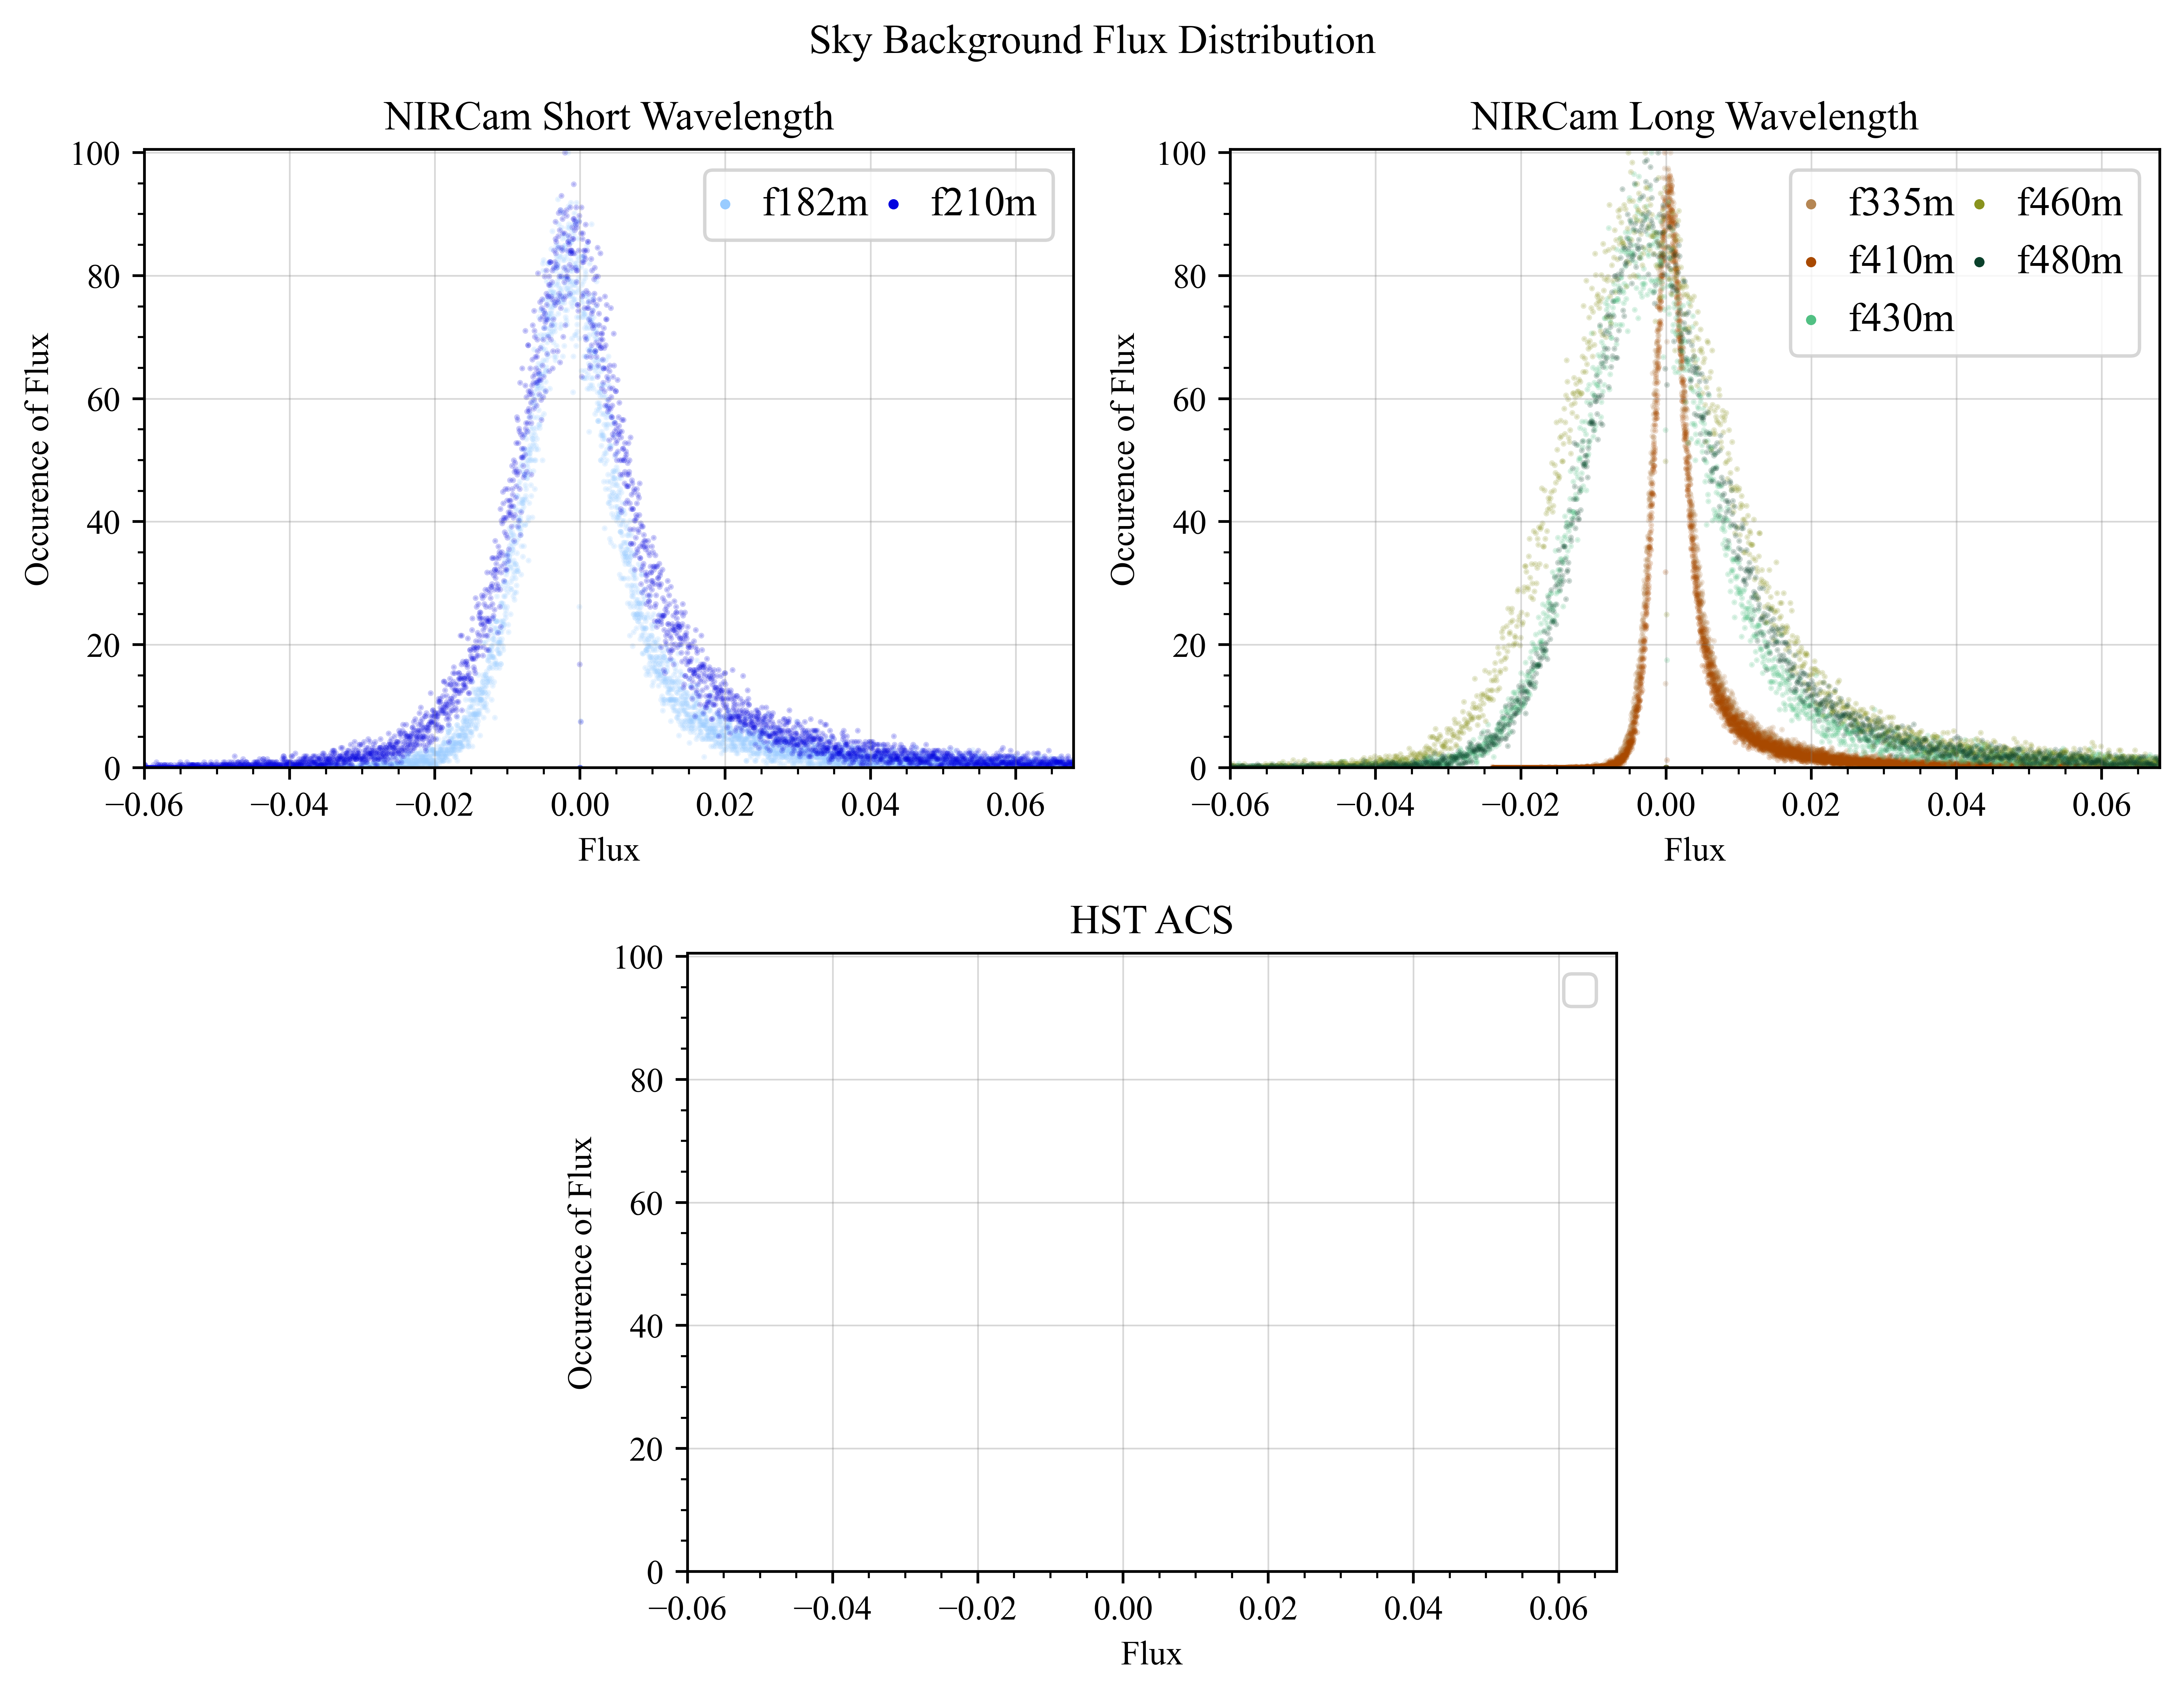 Sky Background Flux Distribution
NIRCam Short Wavelength
100
80
60
40
20
0
Occurence of Flux
f182m f210m
−0.06 −0.04 −0.02 0.00 0.02 0.04 0.06
Flux
NIRCam Long Wavelength
100
80
60
40
20
0
Occurence of Flux
f335m f460m
f410m f480m
f430m
−0.06 −0.04 −0.02 0.00 0.02 0.04 0.06
Flux
HST ACS
100
80
60
40
20
0
Occurence of Flux
−0.06 −0.04 −0.02 0.00 0.02 0.04 0.06
Flux